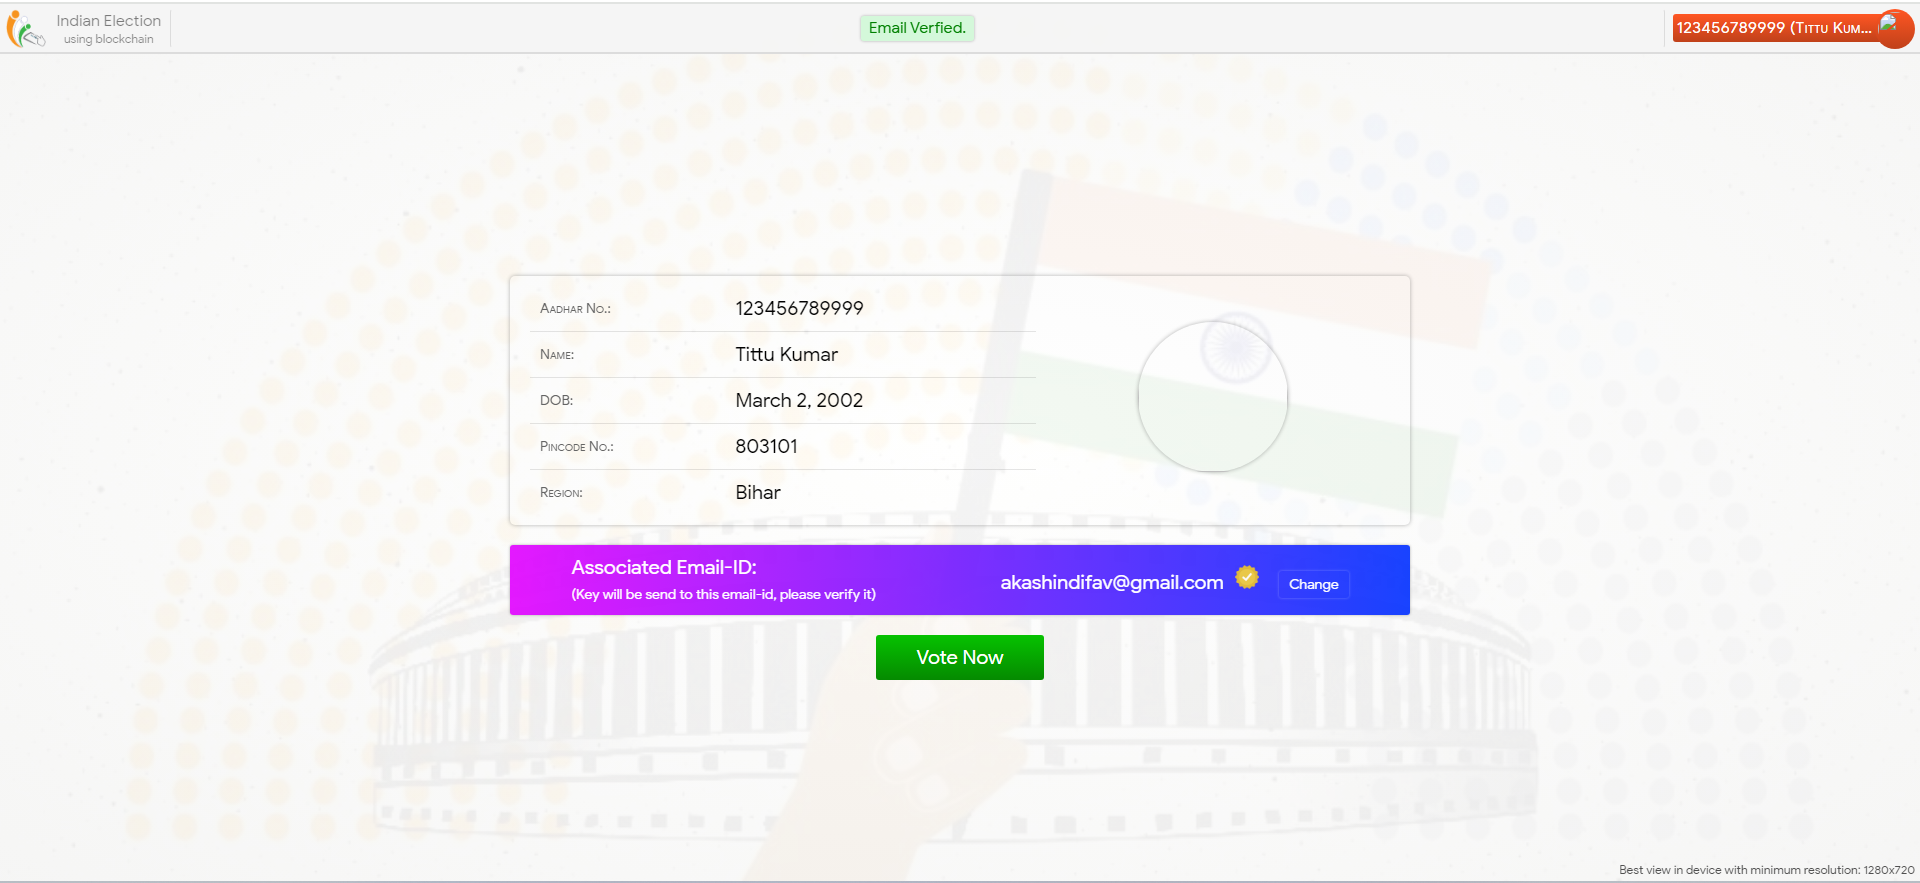 Indian Election
using blockchain
Email Verfied.
123456789999 (Tittu Kum...
Aadhar No.: 123456789999
Name: Tittu Kumar
DOB: March 2, 2002
Pincode No.: 803101
Region: Bihar
Associated Email-ID:
(Key will be send to this email-id, please verify it)
akashindifav@gmail.com Change
Vote Now
Best view in device with minimum resolution: 1280x720